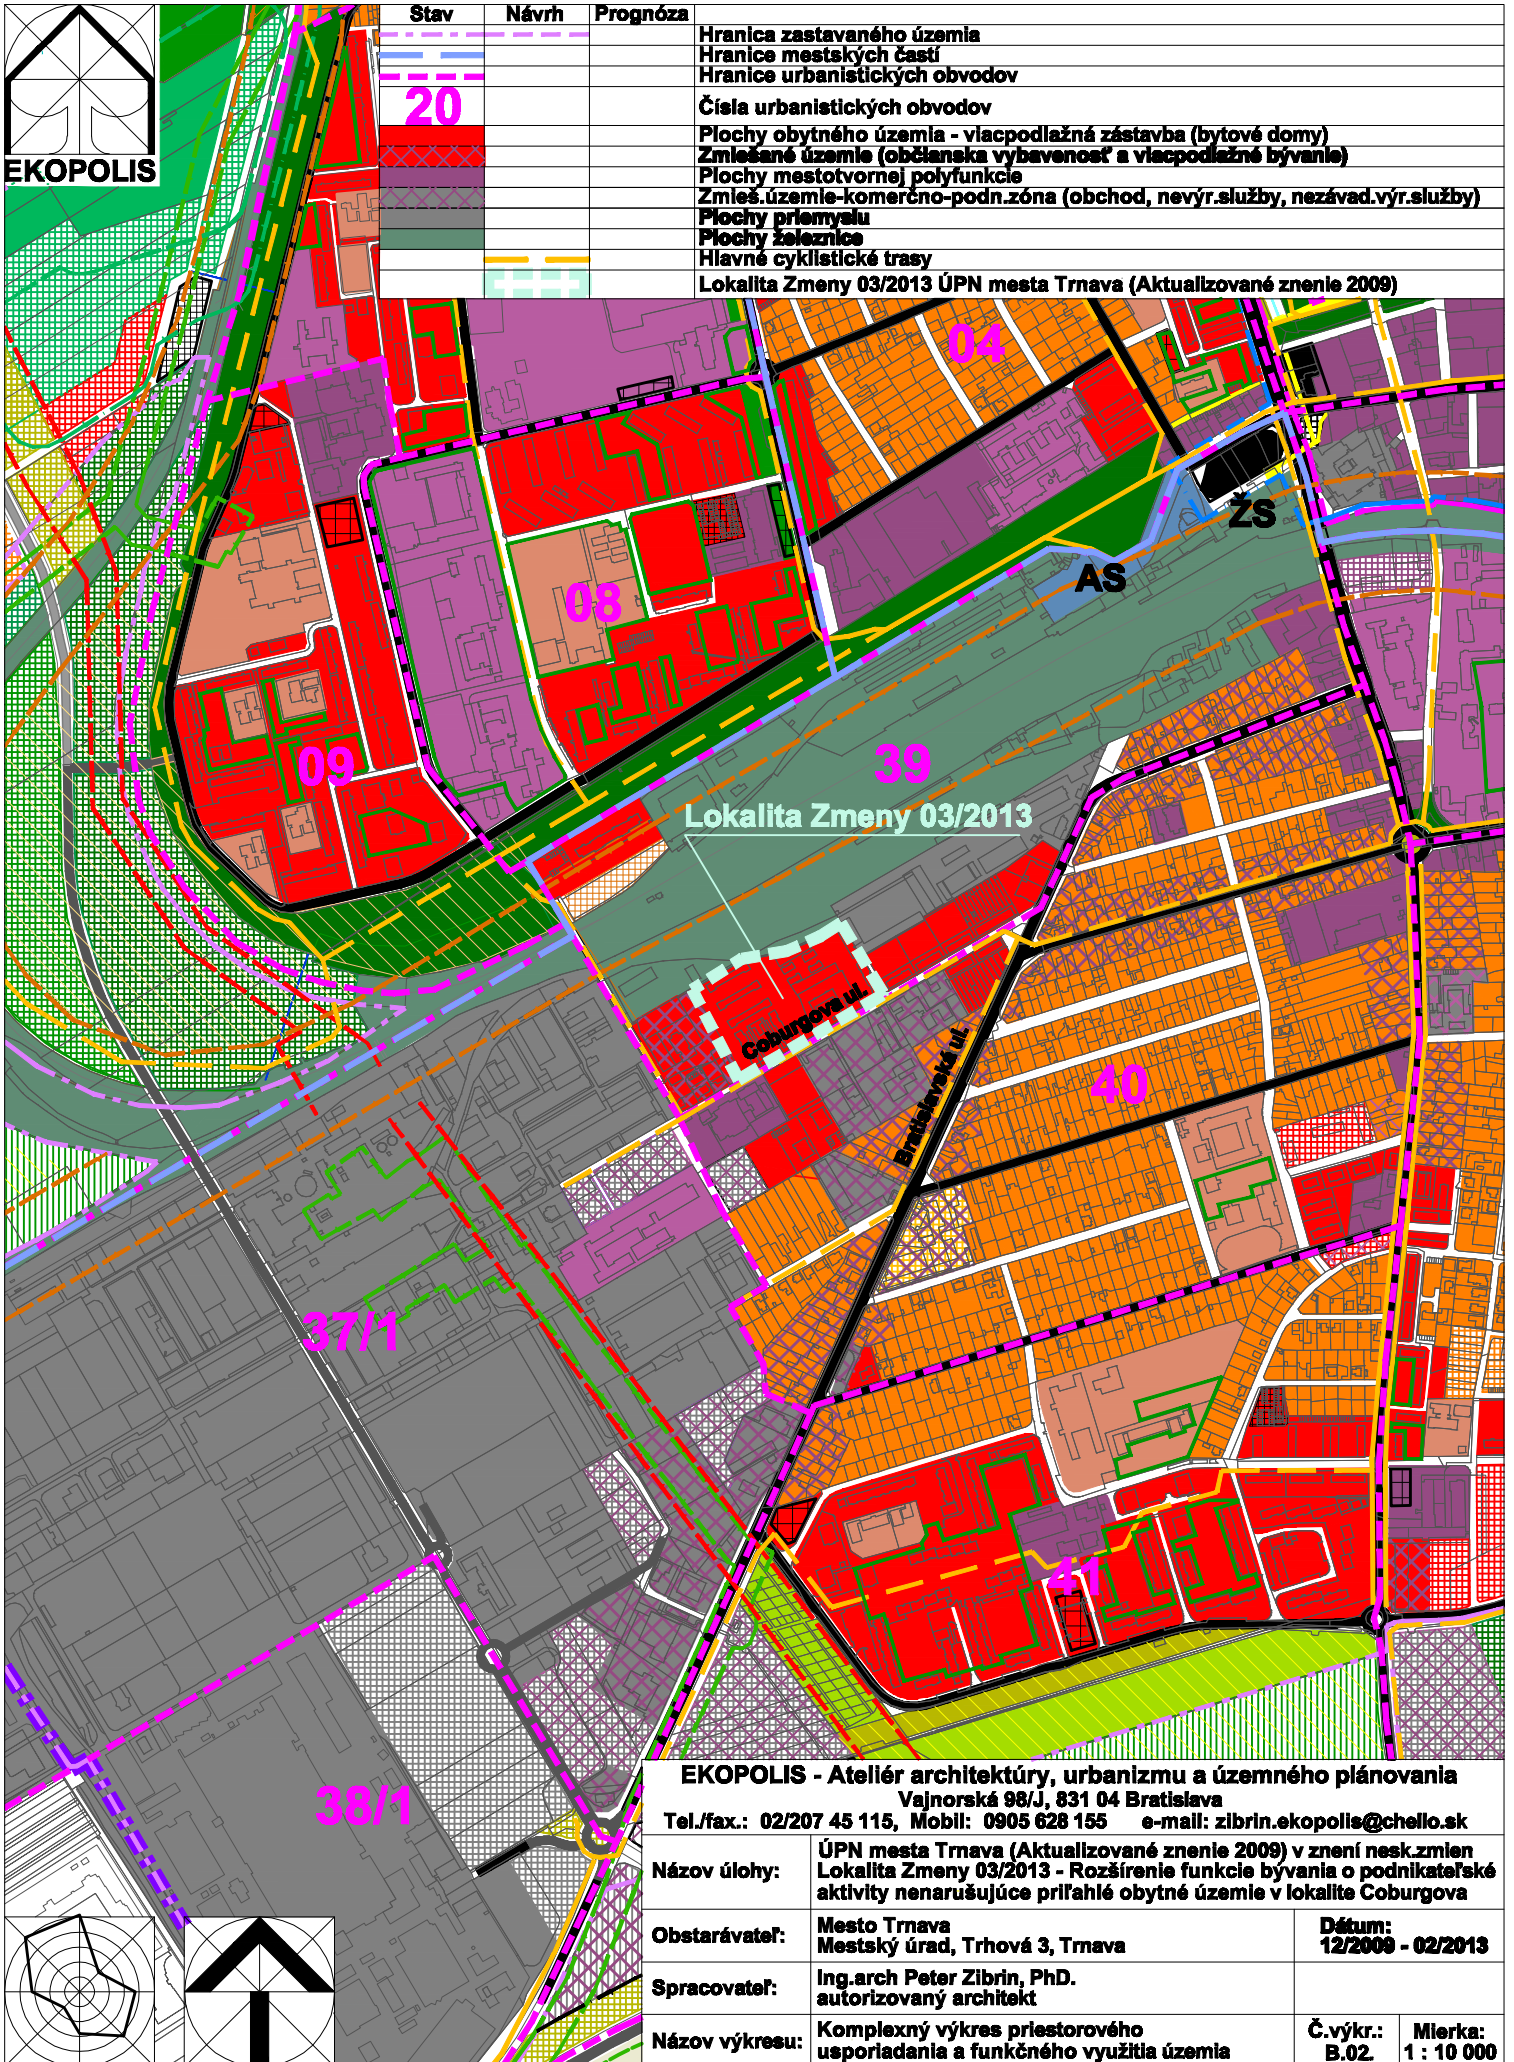 EKOPOLIS
Stav Návrh Prognóza
Hranica zastavaného územia
Hranice mestských častí
Hranice urbanistických obvodov
20 Čísla urbanistických obvodov
Plochy obytného územia - viacpodlažná zástavba (bytové domy)
Zmiešané územie (občianska vybavenosť a viacpodlažné bývanie)
Plochy mestotvornej polyfunkcie
Zmieš.územie-komerčno-podn.zóna (obchod, nevýr.služby, nezávad.výr.služby)
Plochy priemyslu
Plochy železnice
Hlavné cyklistické trasy
Lokalita Zmeny 03/2013 ÚPN mesta Trnava (Aktualizované znenie 2009)
04
ŽS
AS
08
09
39
Lokalita Zmeny 03/2013
Coburgova ul.
Bratislavská ul.
40
37/1
41
38/1
EKOPOLIS - Ateliér architektúry, urbanizmu a územného plánovania
Vajnorská 98/J, 831 04 Bratislava
Tel./fax.: 02/207 45 115, Mobil: 0905 628 155 e-mail: zibrin.ekopolis@chello.sk
Názov úlohy:
ÚPN mesta Trnava (Aktualizované znenie 2009) v znení nesk.zmien
Lokalita Zmeny 03/2013 - Rozšírenie funkcie bývania o podnikateľské
aktivity nenarušujúce priľahlé obytné územie v lokalite Coburgova
Obstarávateľ:
Mesto Trnava
Mestský úrad, Trhová 3, Trnava
Dátum:
12/2009 - 02/2013
Spracovateľ:
Ing.arch Peter Zibrin, PhD.
autorizovaný architekt
Názov výkresu:
Komplexný výkres priestorového
usporiadania a funkčného využitia územia
Č.výkr.:
B.02.
Mierka:
1 : 10 000